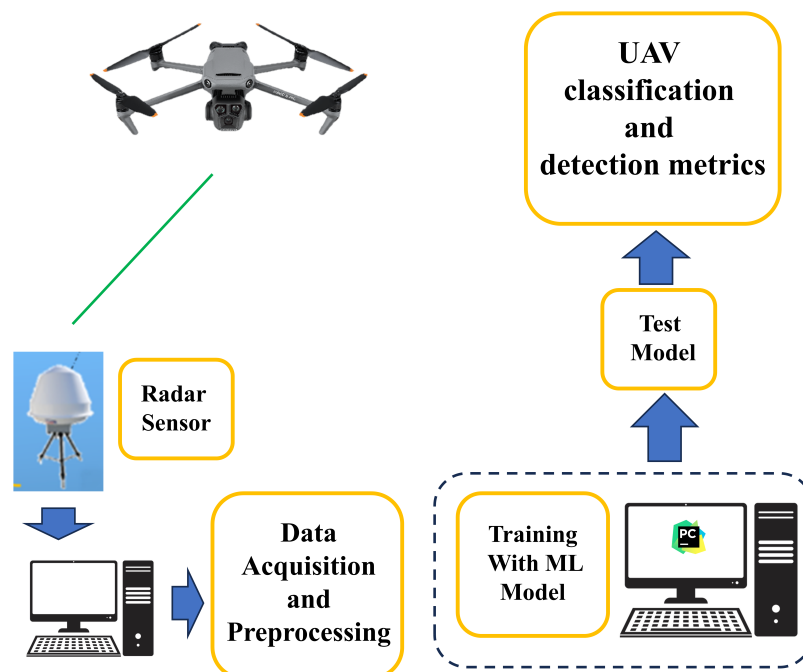 UAV
classification
and
detection metrics
Test
Model
Radar
Sensor
Data
Acquisition
and
Preprocessing
Training
With ML
Model
PC